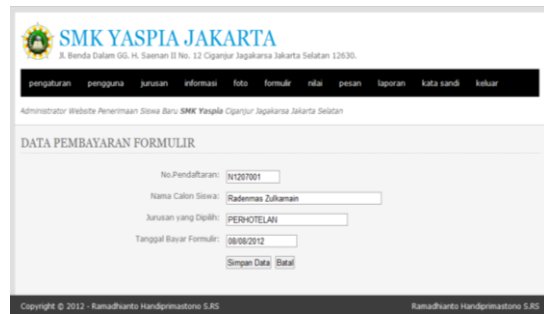 SMK YASPIA JAKARTA
Jl. Benda Dalam GG. H. Saenan II No. 12 Ciganjur Jagakarsa Jakarta Selatan 12630.
pengaturan pengguna jurusan informasi foto formulir nilai pesan laporan kata sandi keluar
Administrator Website Penerimaan Siswa Baru SMK Yaspia Ciganjur Jagakarsa Jakarta Selatan
DATA PEMBAYARAN FORMULIR
No.Pendaftaran: N1207001
Nama Calon Siswa: Radenmas Zulkarnain
Jurusan yang Dipilih: PERHOTELAN
Tanggal Bayar Formulir: 08/08/2012
Simpan Data Batal
Copyright © 2012 - Ramadhianto Handiprimastono S.RS Ramadhianto Handiprimastono S.RS